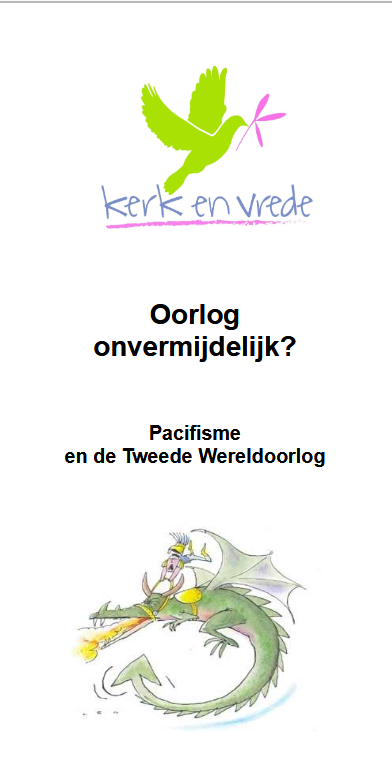 kerk en vrede
Oorlog
onvermijdelijk?
Pacifisme
en de Tweede Wereldoorlog